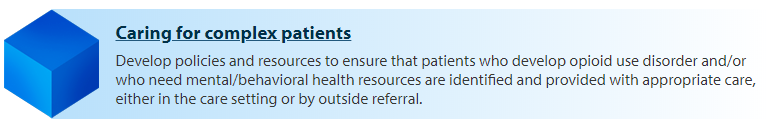 Caring for complex patients
Develop policies and resources to ensure that patients who develop opioid use disorder and/or
who need mental/behavioral health resources are identified and provided with appropriate care,
either in the care setting or by outside referral.